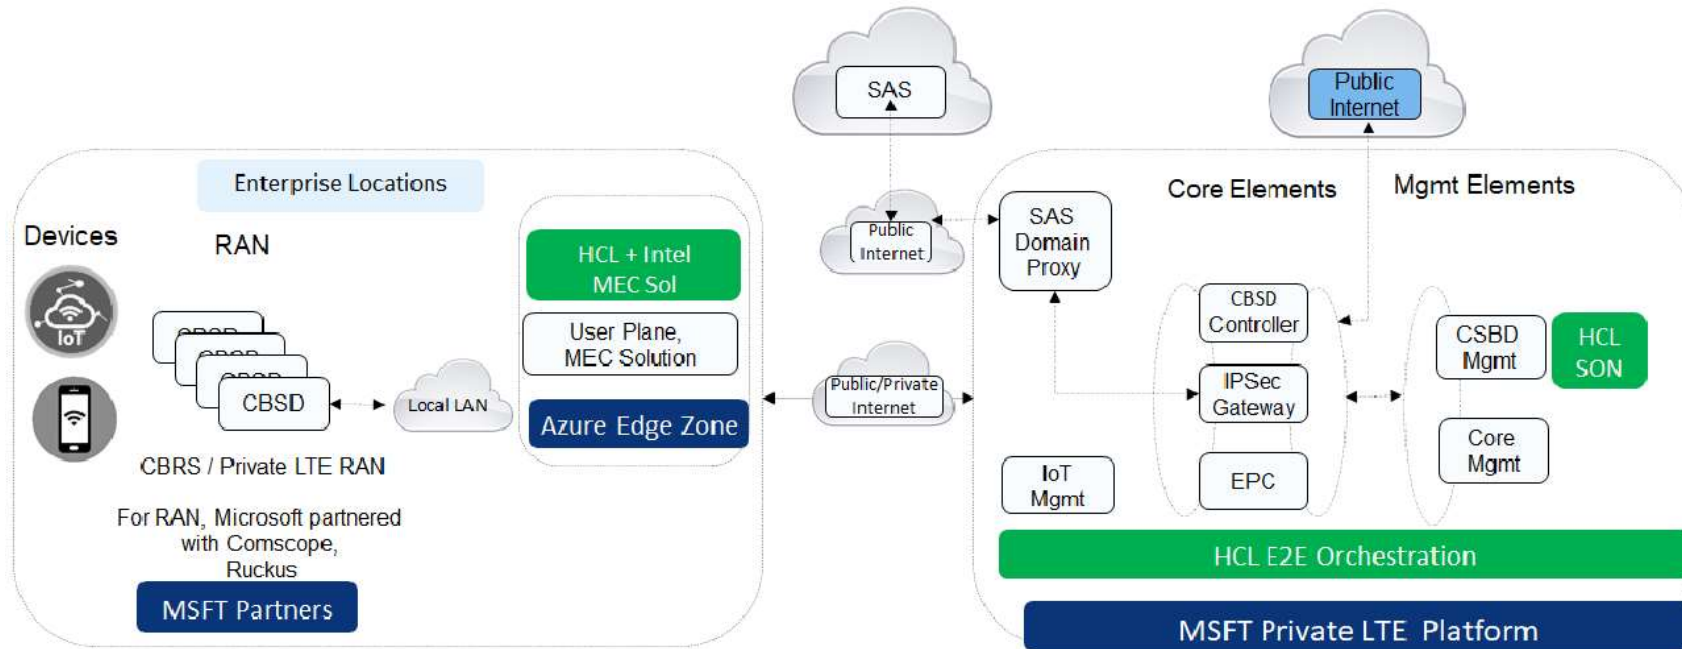 SAS
Public
Internet
Enterprise Locations
Core Elements
Mgmt Elements
Devices
RAN
HCL + Intel
MEC Sol
Public
Internet
SAS
Domain
Proxy
IoT
User Plane,
MEC Solution
CBSD
Controller
CSBD
Mgmt
HCL
SON
CBSD
Local LAN
Public/Private
Internet
IPSec
Gateway
Azure Edge Zone
CBRS / Private LTE RAN
IoT
Mgmt
EPC
Core
Mgmt
For RAN, Microsoft partnered
with Comscope,
Ruckus
MSFT Partners
HCL E2E Orchestration
MSFT Private LTE Platform